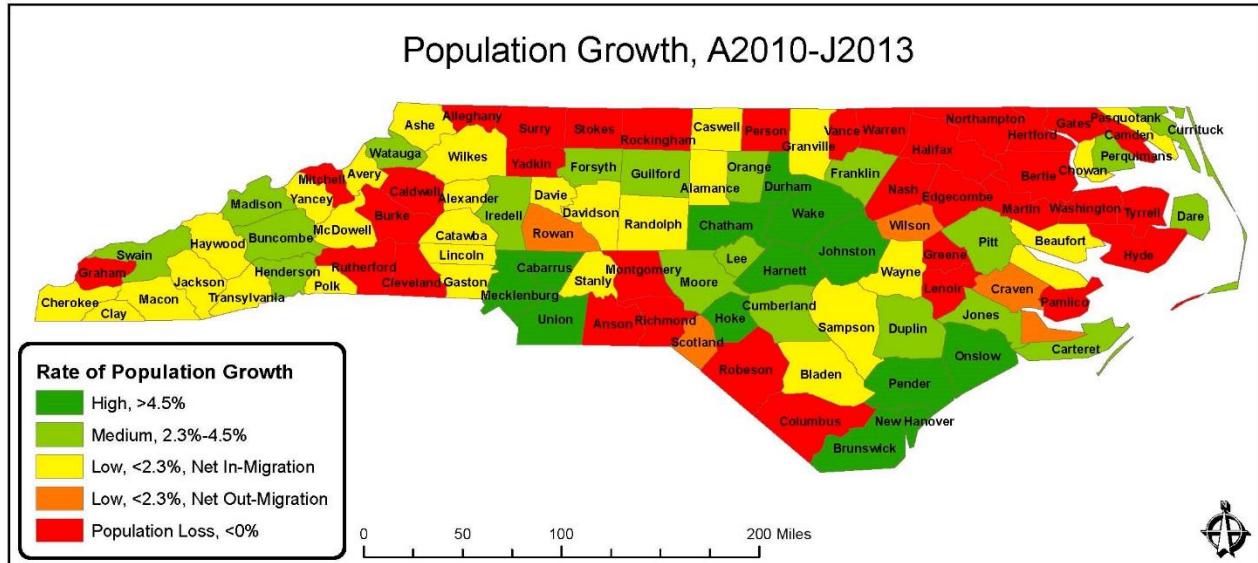 Population Growth, A2010-J2013
Ashe
Alleghany
Surry
Stokes
Rockingham
Caswell
Person
Granville
Vance
Warren
Northampton
Gates
Pasquotank
Camden
Currituck
Hertford
Halifax
Perquimans
Chowan
Bertie
Watauga
Wilkes
Yadkin
Forsyth
Guilford
Alamance
Orange
Durham
Franklin
Nash
Edgecombe
Martin
Washington
Tyrrell
Dare
Mitchell
Avery
Yancey
Caldwell
Alexander
Davie
Iredell
Davidson
Randolph
Chatham
Wake
Wilson
Pitt
Beaufort
Hyde
Madison
Burke
McDowell
Catawba
Rowan
Johnston
Greene
Buncombe
Haywood
Swain
Graham
Lincoln
Lee
Harnett
Wayne
Lenoir
Craven
Pamlico
Henderson
Rutherford
Cleveland
Gaston
Cabarrus
Stanly
Montgomery
Moore
Jackson
Polk
Transylvania
Macon
Cherokee
Clay
Mecklenburg
Union
Anson
Richmond
Scotland
Hoke
Cumberland
Sampson
Duplin
Jones
Carteret
Onslow
Robeson
Bladen
Pender
Columbus
New Hanover
Brunswick
Rate of Population Growth
High, >4.5%
Medium, 2.3%-4.5%
Low, <2.3%, Net In-Migration
Low, <2.3%, Net Out-Migration
Population Loss, <0%
0 50 100 200 Miles